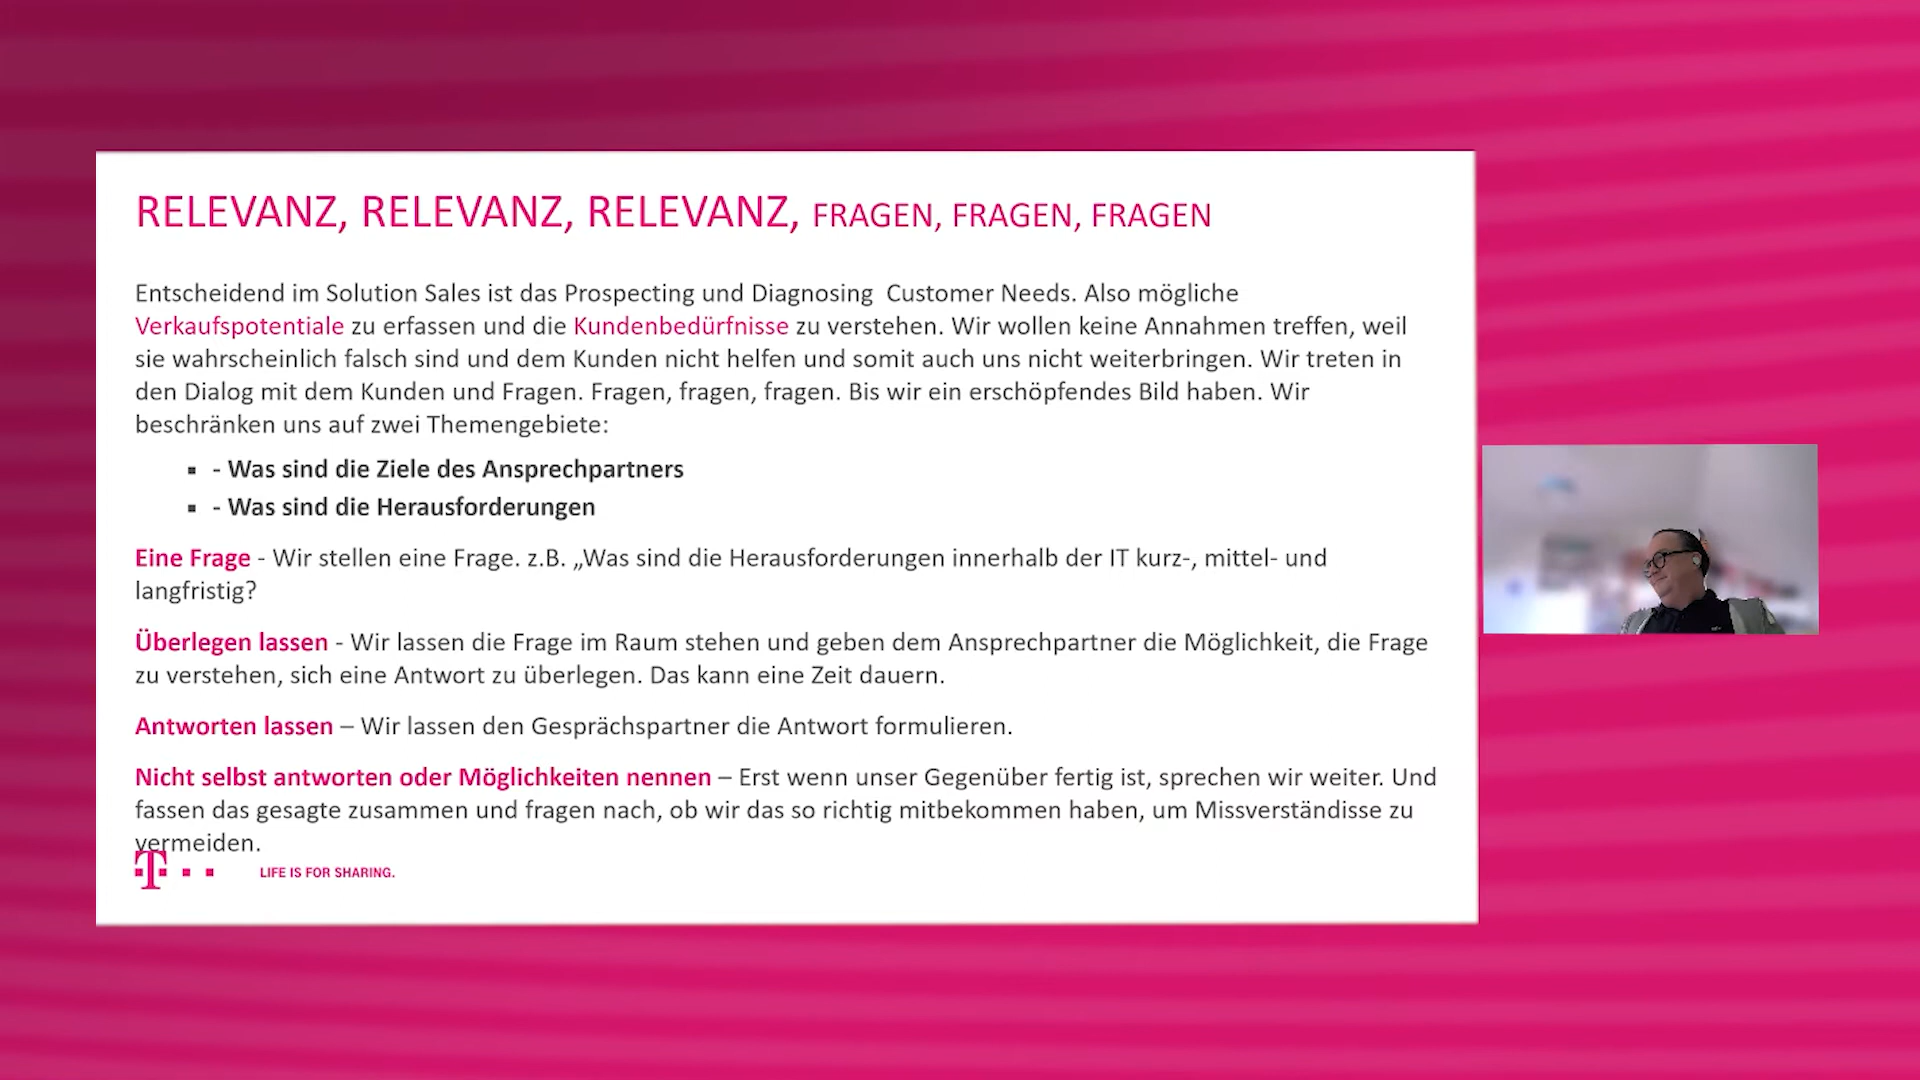 RELEVANZ, RELEVANZ, RELEVANZ, FRAGEN, FRAGEN, FRAGEN
Entscheidend im Solution Sales ist das Prospecting und Diagnosing  Customer Needs. Also mögliche
Verkaufspotentiale zu erfassen und die Kundenbedürfnisse zu verstehen. Wir wollen keine Annahmen treffen, weil
sie wahrscheinlich falsch sind und dem Kunden nicht helfen und somit auch uns nicht weiterbringen. Wir treten in
den Dialog mit dem Kunden und Fragen. Fragen, fragen, fragen. Bis wir ein erschöpfendes Bild haben. Wir
beschränken uns auf zwei Themengebiete:
▪ - Was sind die Ziele des Ansprechpartners
▪ - Was sind die Herausforderungen
Eine Frage - Wir stellen eine Frage. z.B. „Was sind die Herausforderungen innerhalb der IT kurz-, mittel- und
langfristig?
Überlegen lassen - Wir lassen die Frage im Raum stehen und geben dem Ansprechpartner die Möglichkeit, die Frage
zu verstehen, sich eine Antwort zu überlegen. Das kann eine Zeit dauern.
Antworten lassen – Wir lassen den Gesprächspartner die Antwort formulieren.
Nicht selbst antworten oder Möglichkeiten nennen – Erst wenn unser Gegenüber fertig ist, sprechen wir weiter. Und
fassen das gesagte zusammen und fragen nach, ob wir das so richtig mitbekommen haben, um Missverständisse zu
vermeiden.
T LIFE IS FOR SHARING.